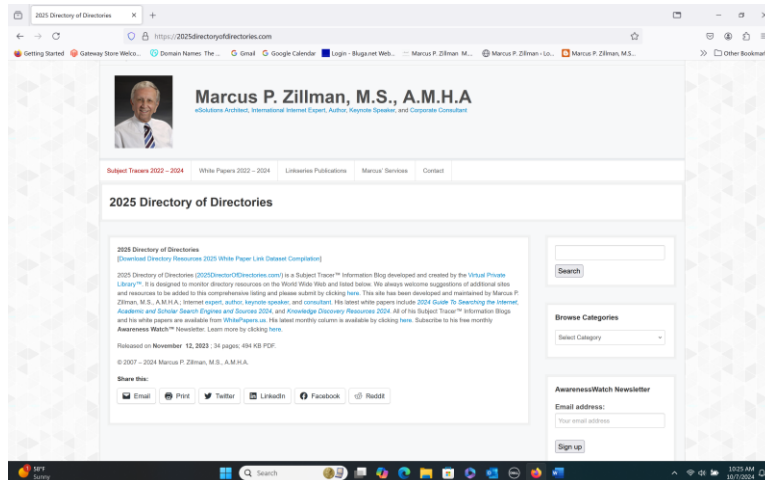 2025 Directory of Directories
https://2025directoryofdirectories.com
Getting Started Gateway Store Welco... Domain Names The ... Gmail Google Calendar Login - Bluga.net Web... Marcus P. Zillman M... Marcus P. Zillman - Lo... Marcus P. Zillman, M.S... Other Bookmar
Marcus P. Zillman, M.S., A.M.H.A
eSolutions Architect, International Internet Expert, Author, Keynote Speaker, and Corporate Consultant
Subject Tracers 2022 – 2024 White Papers 2022 – 2024 Linkseries Publications Marcus' Services Contact
2025 Directory of Directories
2025 Directory of Directories
[Download Directory Resources 2025 White Paper Link Dataset Compilation]
2025 Directory of Directories (2025DirectorOfDirectories.com/) is a Subject Tracer™ Information Blog developed and created by the Virtual Private
Library™. It is designed to monitor directory resources on the World Wide Web and listed below. We always welcome suggestions of additional sites
and resources to be added to this comprehensive listing and please submit by clicking here. This site has been developed and maintained by Marcus P.
Zillman, M.S., A.M.H.A.; Internet expert, author, keynote speaker, and consultant. His latest white papers include 2024 Guide To Searching the Internet,
Academic and Scholar Search Engines and Sources 2024, and Knowledge Discovery Resources 2024. All of his Subject Tracer™ Information Blogs
and his white papers are available from WhitePapers.us. His latest monthly column is available by clicking here. Subscribe to his free monthly
Awareness Watch™ Newsletter, Learn more by clicking here.
Released on November 12, 2023 ; 34 pages; 494 KB PDF.
© 2007 – 2024 Marcus P. Zillman, M.S., A.M.H.A.
Share this:
Email Print Twitter LinkedIn Facebook Reddit
Search
Browse Categories
Select Category
AwarenessWatch Newsletter
Email address:
Your email address
Sign up
58°F
Sunny
Search
10:25 AM
10/7/2024